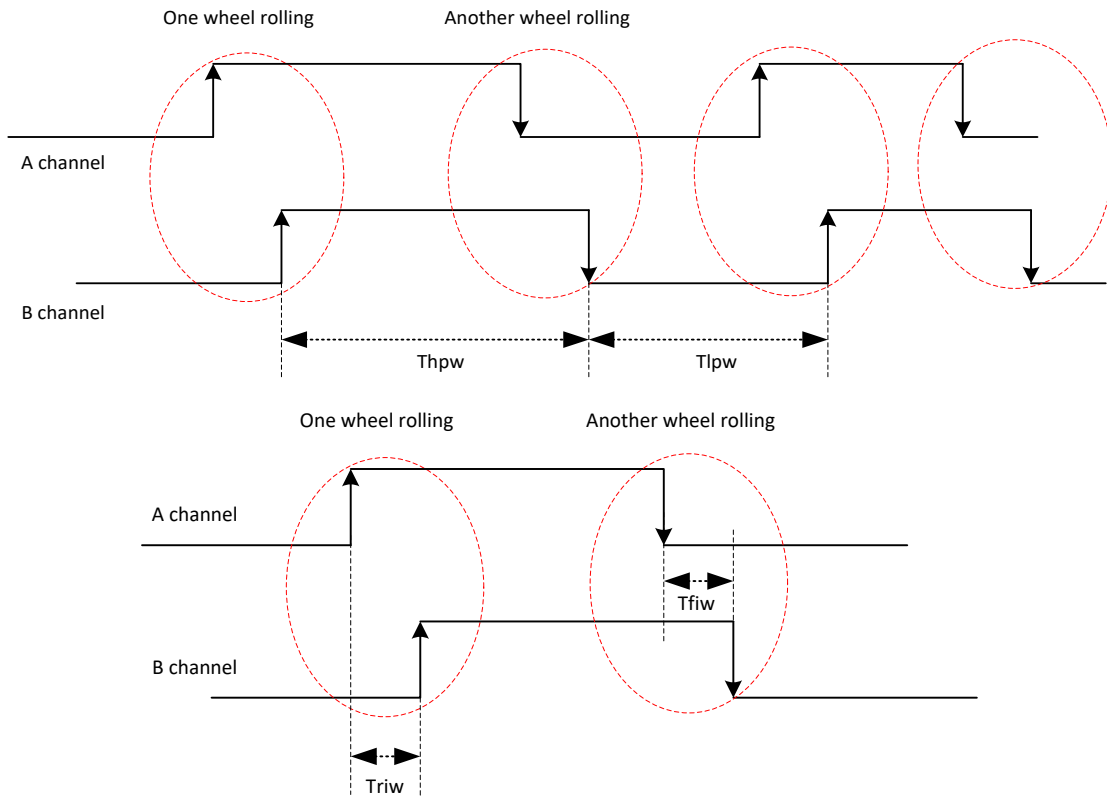 One wheel rolling
Another wheel rolling
A channel
B channel
Thpw
Tlpw
One wheel rolling
Another wheel rolling
A channel
Tfiw
B channel
Triw